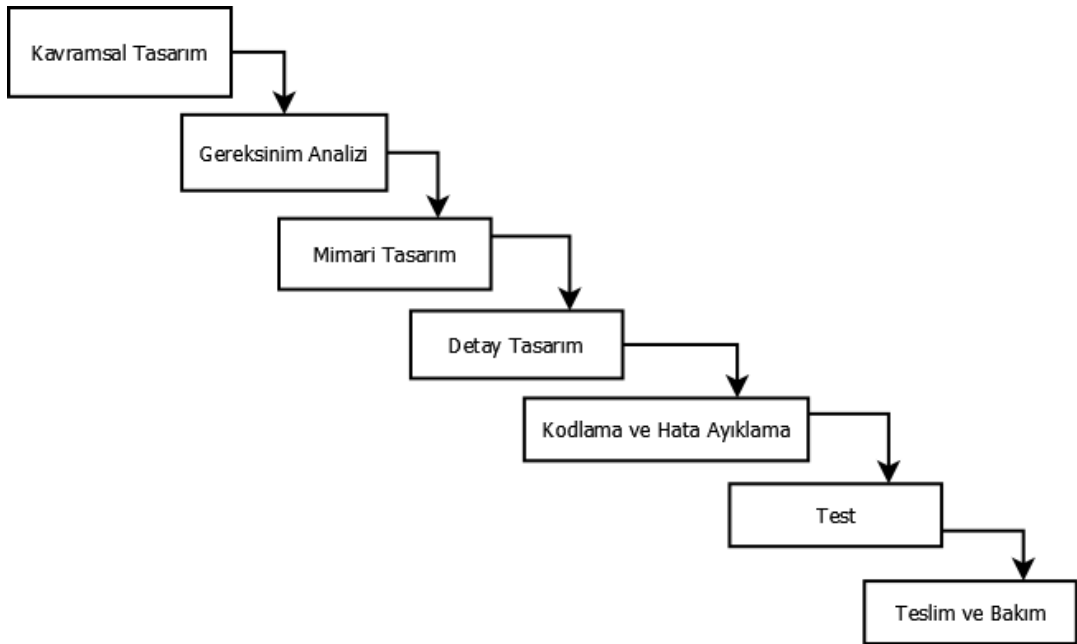 Kavramsal Tasarım
Gereksinim Analizi
Mimari Tasarım
Detay Tasarım
Kodlama ve Hata Ayıklama
Test
Teslim ve Bakım